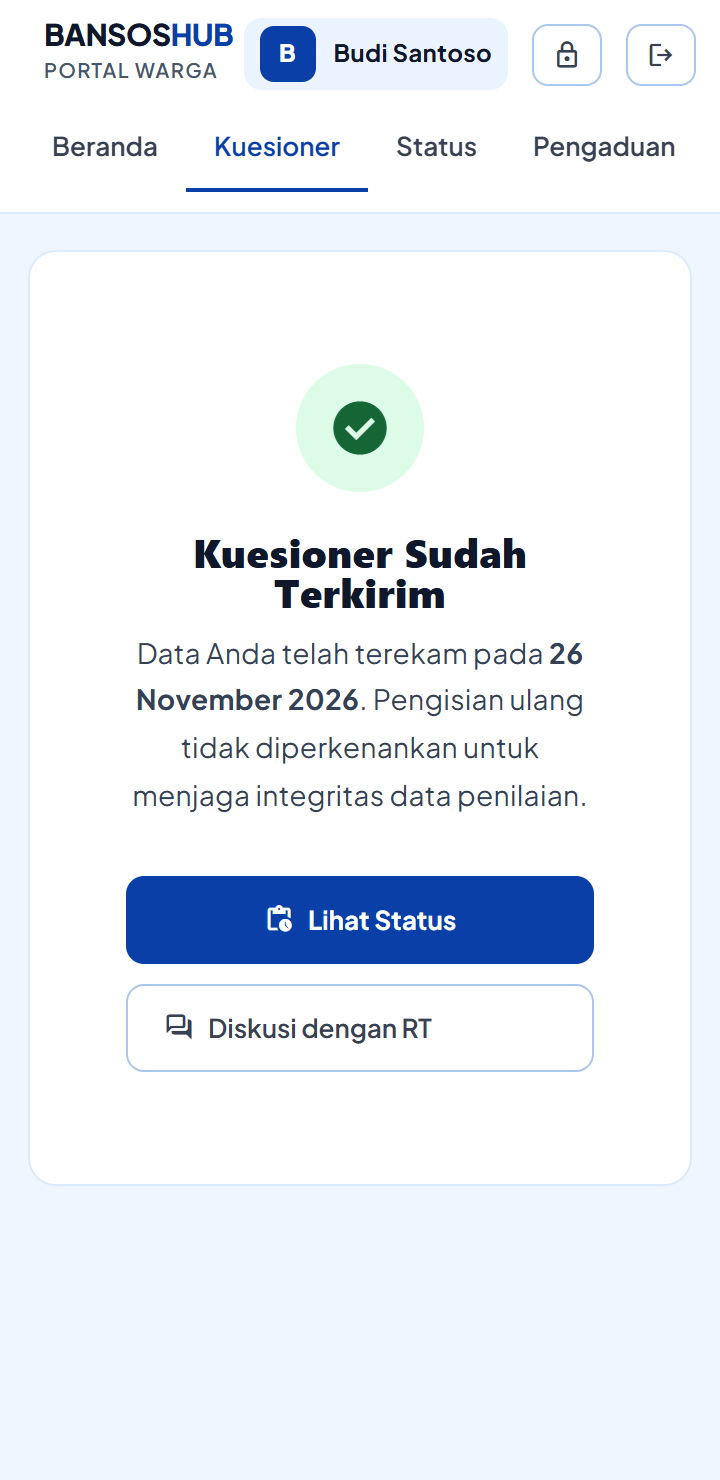 BANSOSHUB
PORTAL WARGA
B
Budi Santoso
Beranda
Kuesioner
Status
Pengaduan
Kuesioner Sudah
Terkirim
Data Anda telah terekam pada 26
November 2026. Pengisian ulang
tidak diperkenankan untuk
menjaga integritas data penilaian.
Lihat Status
Diskusi dengan RT